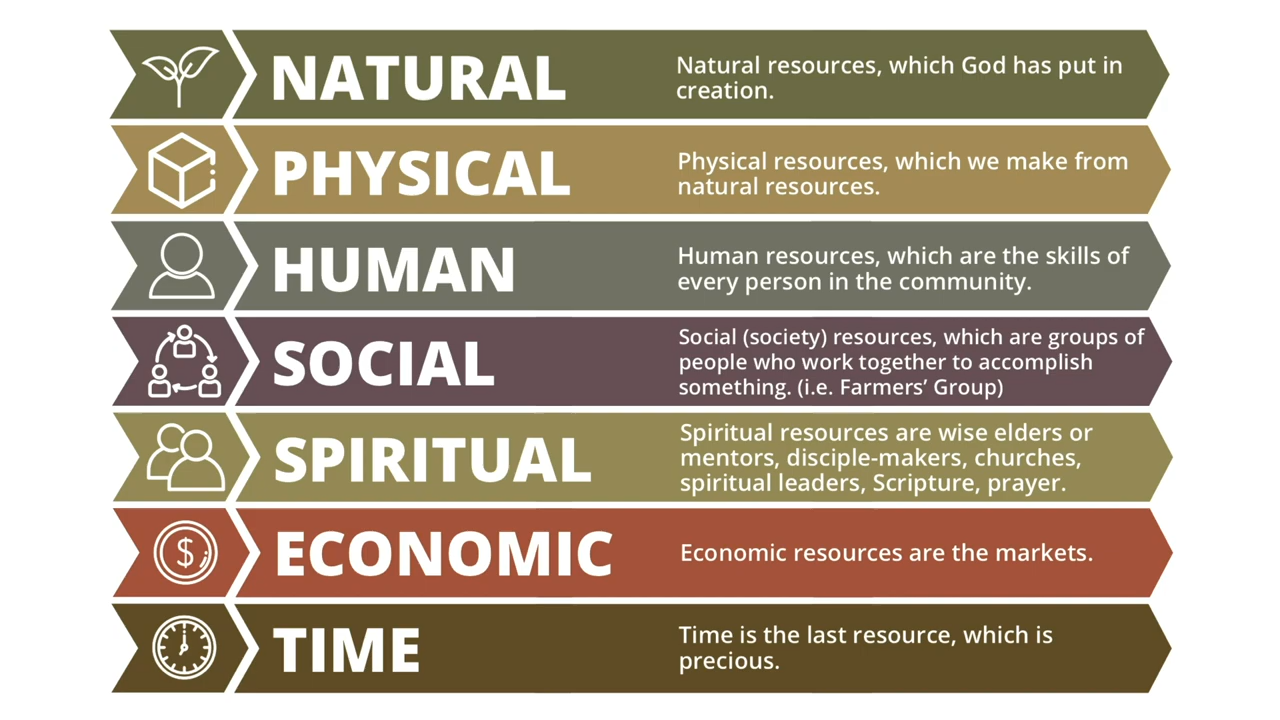 NATURAL
Natural resources, which God has put in
creation.
PHYSICAL
Physical resources, which we make from
natural resources.
HUMAN
Human resources, which are the skills of
every person in the community.
SOCIAL
Social (society) resources, which are groups of
people who work together to accomplish
something. (i.e. Farmers’ Group)
SPIRITUAL
Spiritual resources are wise elders or
mentors, disciple-makers, churches,
spiritual leaders, Scripture, prayer.
$
ECONOMIC
Economic resources are the markets.
TIME
Time is the last resource, which is
precious.